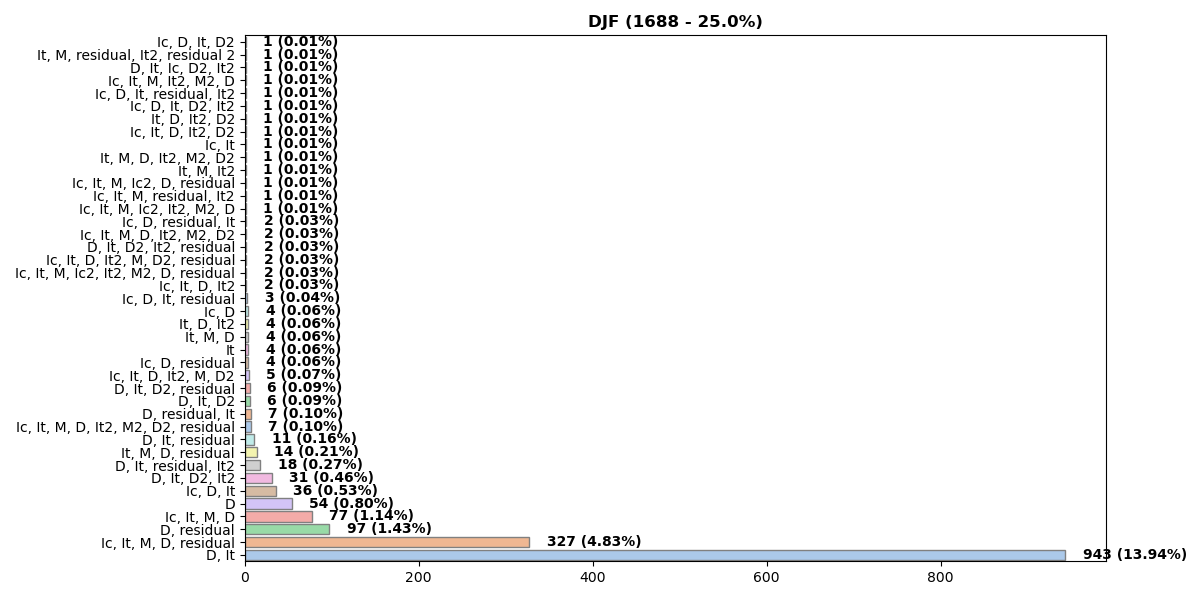 DJF (1688 - 25.0%)
Ic, D, It, D2 1 (0.01%)
It, M, residual, It2, residual 2 1 (0.01%)
D, It, Ic, D2, It2 1 (0.01%)
Ic, It, M, It2, M2, D 1 (0.01%)
Ic, D, It, residual, It2 1 (0.01%)
Ic, D, It, D2, It2 1 (0.01%)
It, D, It2, D2 1 (0.01%)
Ic, It, D, It2, D2 1 (0.01%)
Ic, It 1 (0.01%)
It, M, D, It2, M2, D2 1 (0.01%)
It, M, It2 1 (0.01%)
Ic, It, M, Ic2, D, residual 1 (0.01%)
Ic, It, M, residual, It2 1 (0.01%)
Ic, It, M, Ic2, It2, M2, D 1 (0.01%)
Ic, D, residual, It 2 (0.03%)
Ic, It, M, D, It2, M2, D2 2 (0.03%)
D, It, D2, It2, residual 2 (0.03%)
Ic, It, D, It2, M, D2, residual 2 (0.03%)
Ic, It, M, Ic2, It2, M2, D, residual 2 (0.03%)
Ic, It, D, It2 2 (0.03%)
Ic, D, It, residual 3 (0.04%)
Ic, D 4 (0.06%)
It, D, It2 4 (0.06%)
It, M, D 4 (0.06%)
It 4 (0.06%)
Ic, D, residual 4 (0.06%)
Ic, It, D, It2, M, D2 5 (0.07%)
D, It, D2, residual 6 (0.09%)
D, It, D2 6 (0.09%)
D, residual, It 7 (0.10%)
Ic, It, M, D, It2, M2, D2, residual 7 (0.10%)
D, It, residual 11 (0.16%)
It, M, D, residual 14 (0.21%)
D, It, residual, It2 18 (0.27%)
D, It, D2, It2 31 (0.46%)
Ic, D, It 36 (0.53%)
D 54 (0.80%)
Ic, It, M, D 77 (1.14%)
D, residual 97 (1.43%)
Ic, It, M, D, residual 327 (4.83%)
D, It 943 (13.94%)
0 200 400 600 800